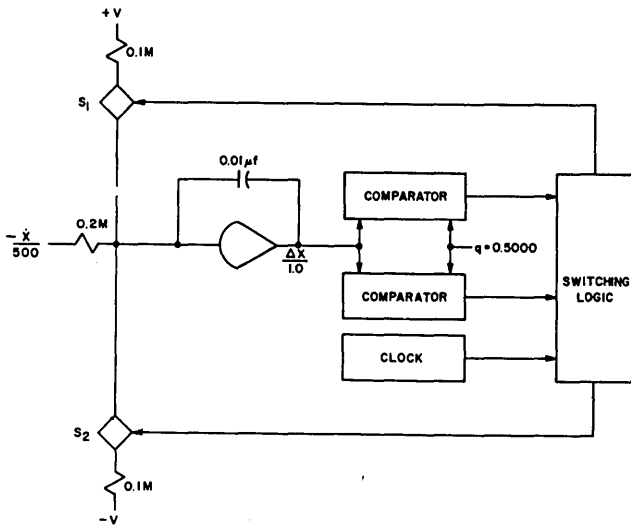 +V
0.1M
S1
0.01μf
COMPARATOR
-ẋ
500
0.2M
ΔX
1.0
q = 0.5000
COMPARATOR
SWITCHING
LOGIC
CLOCK
S2
0.1M
-V